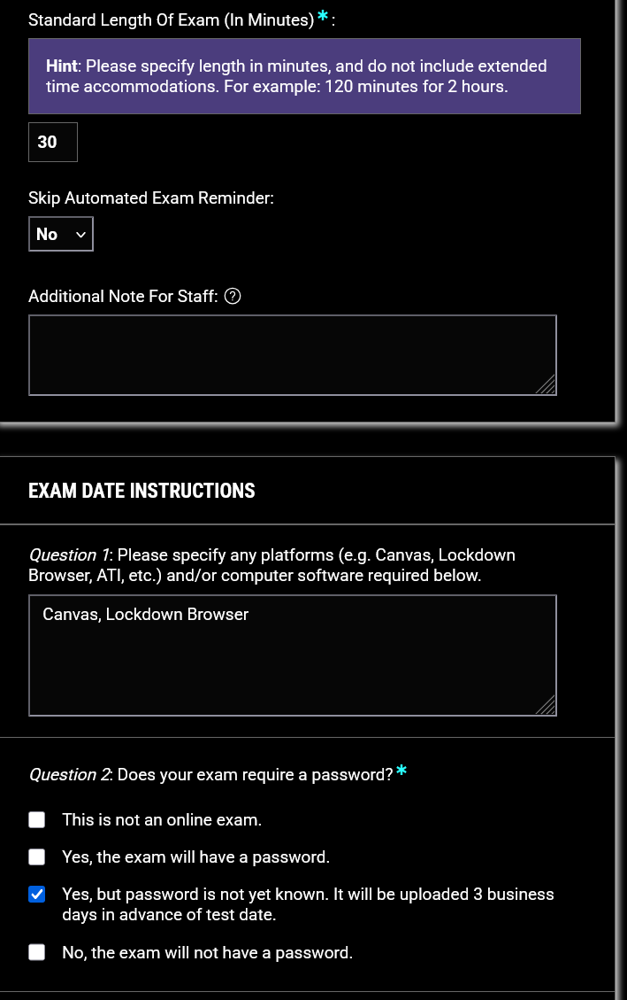 Standard Length Of Exam (In Minutes)* :
Hint: Please specify length in minutes, and do not include extended
time accommodations. For example: 120 minutes for 2 hours.
30
Skip Automated Exam Reminder:
No
Additional Note For Staff: ?
EXAM DATE INSTRUCTIONS
Question 1: Please specify any platforms (e.g. Canvas, Lockdown
Browser, ATI, etc.) and/or computer software required below.
Canvas, Lockdown Browser
Question 2: Does your exam require a password?*
This is not an online exam.
Yes, the exam will have a password.
Yes, but password is not yet known. It will be uploaded 3 business
days in advance of test date.
No, the exam will not have a password.